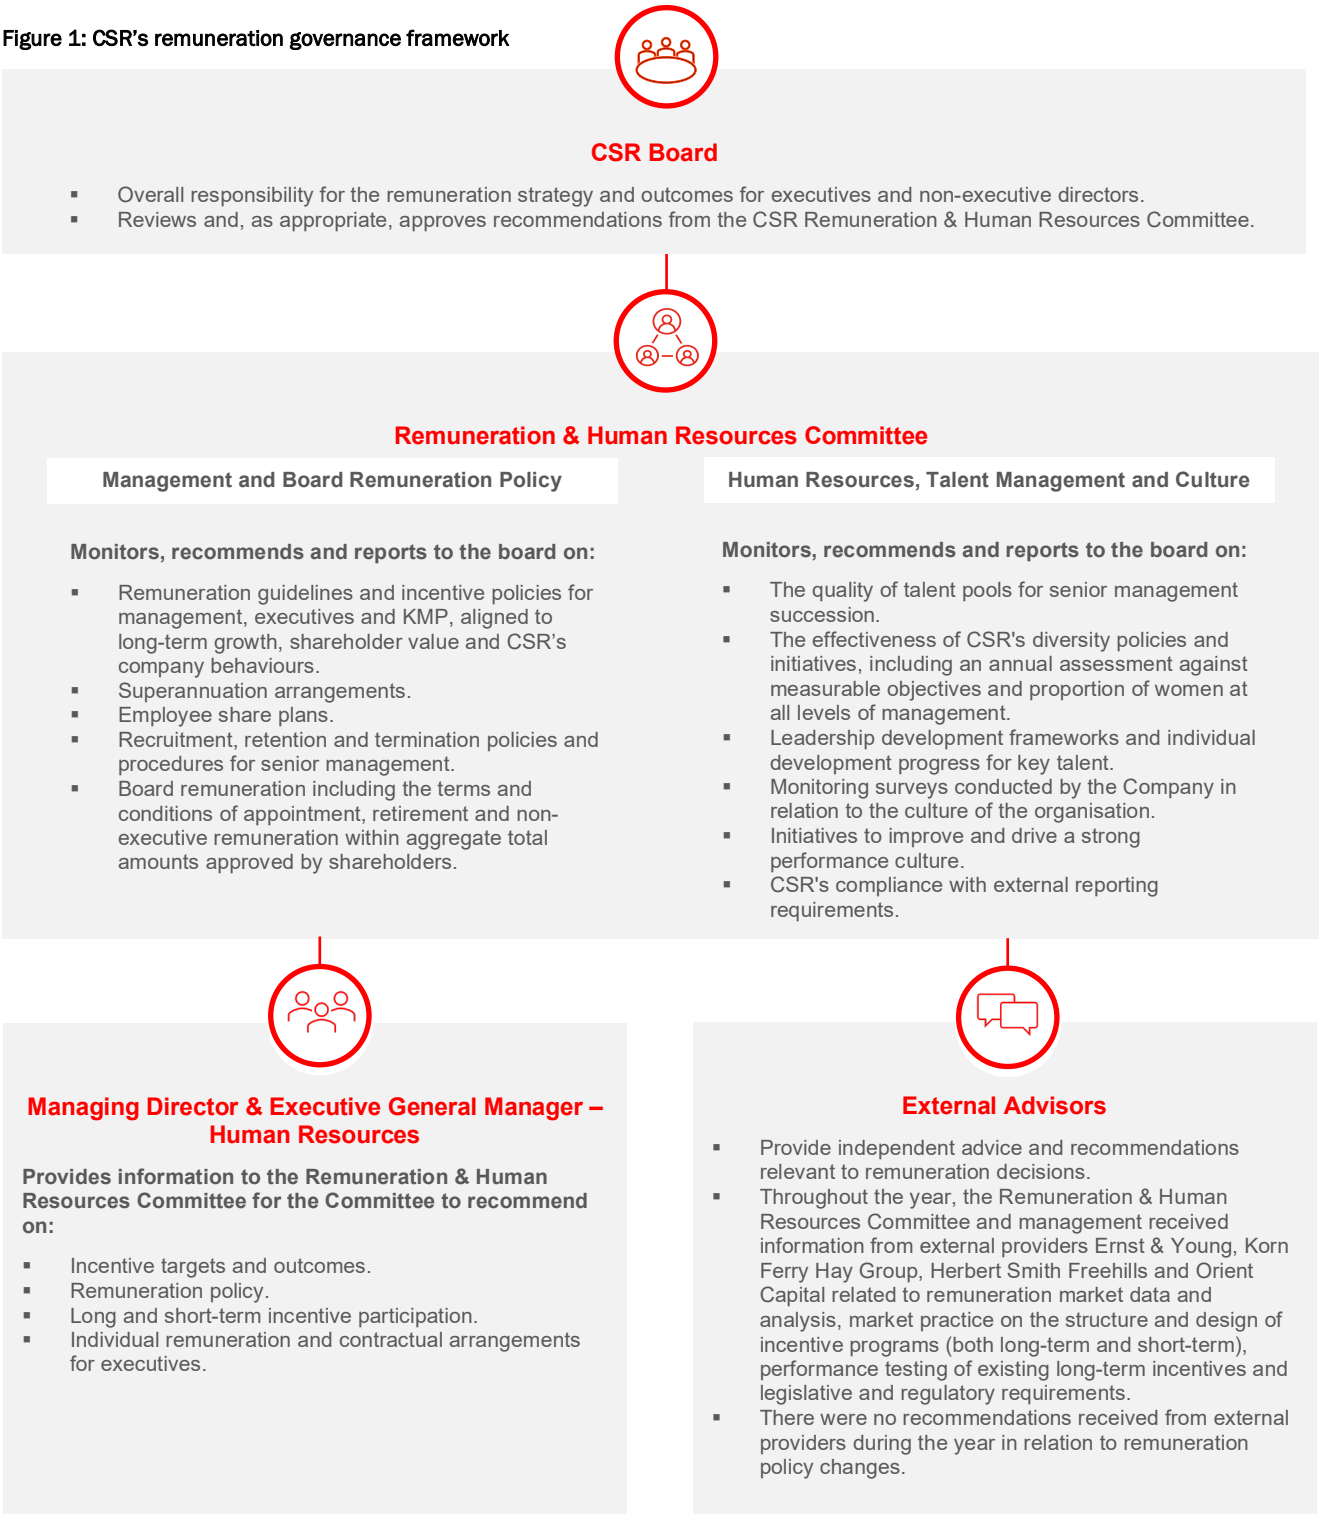 Figure 1: CSR’s remuneration governance framework
CSR Board
▪ Overall responsibility for the remuneration strategy and outcomes for executives and non-executive directors.
▪ Reviews and, as appropriate, approves recommendations from the CSR Remuneration & Human Resources Committee.
Remuneration & Human Resources Committee
Management and Board Remuneration Policy
Monitors, recommends and reports to the board on:
▪ Remuneration guidelines and incentive policies for
management, executives and KMP, aligned to
long-term growth, shareholder value and CSR’s
company behaviours.
▪ Superannuation arrangements.
▪ Employee share plans.
▪ Recruitment, retention and termination policies and
procedures for senior management.
▪ Board remuneration including the terms and
conditions of appointment, retirement and non-
executive remuneration within aggregate total
amounts approved by shareholders.
Human Resources, Talent Management and Culture
Monitors, recommends and reports to the board on:
▪ The quality of talent pools for senior management
succession.
▪ The effectiveness of CSR's diversity policies and
initiatives, including an annual assessment against
measurable objectives and proportion of women at
all levels of management.
▪ Leadership development frameworks and individual
development progress for key talent.
▪ Monitoring surveys conducted by the Company in
relation to the culture of the organisation.
▪ Initiatives to improve and drive a strong
performance culture.
▪ CSR's compliance with external reporting
requirements.
Managing Director & Executive General Manager –
Human Resources
Provides information to the Remuneration & Human
Resources Committee for the Committee to recommend
on:
▪ Incentive targets and outcomes.
▪ Remuneration policy.
▪ Long and short-term incentive participation.
▪ Individual remuneration and contractual arrangements
for executives.
External Advisors
▪ Provide independent advice and recommendations
relevant to remuneration decisions.
▪ Throughout the year, the Remuneration & Human
Resources Committee and management received
information from external providers Ernst & Young, Korn
Ferry Hay Group, Herbert Smith Freehills and Orient
Capital related to remuneration market data and
analysis, market practice on the structure and design of
incentive programs (both long-term and short-term),
performance testing of existing long-term incentives and
legislative and regulatory requirements.
▪ There were no recommendations received from external
providers during the year in relation to remuneration
policy changes.